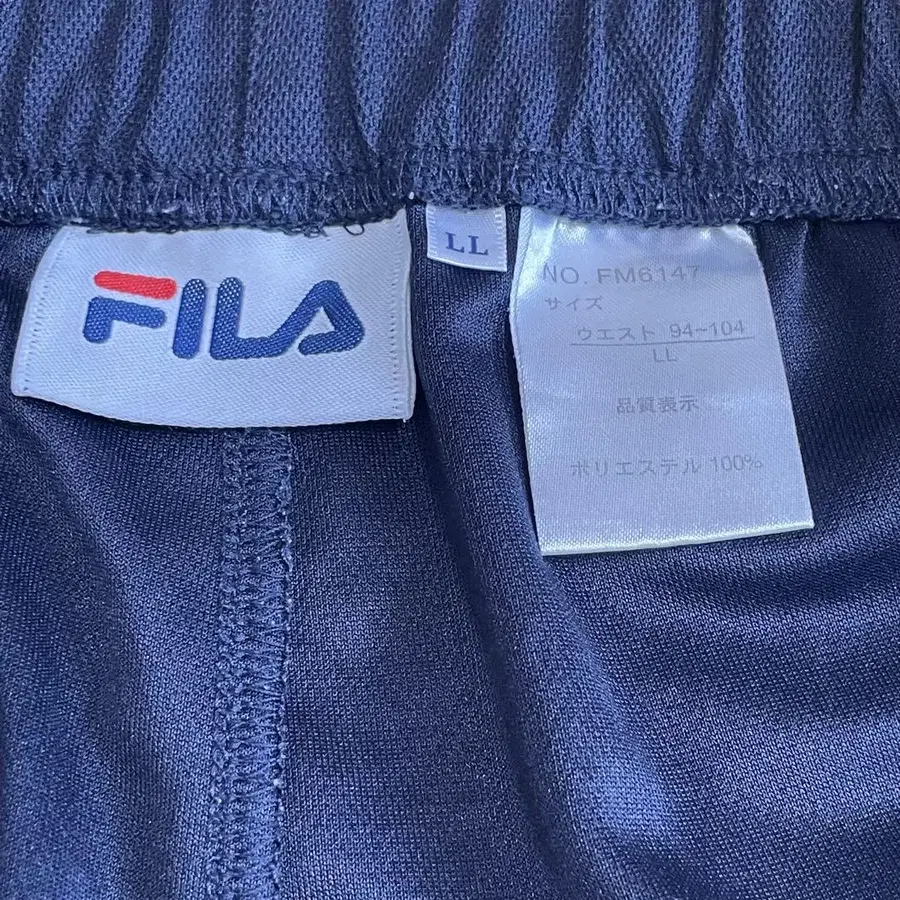 FILA
LL
NO. FM6147
サイズ
ウエスト 94~104
LL
品質表示
ポリエステル 100%